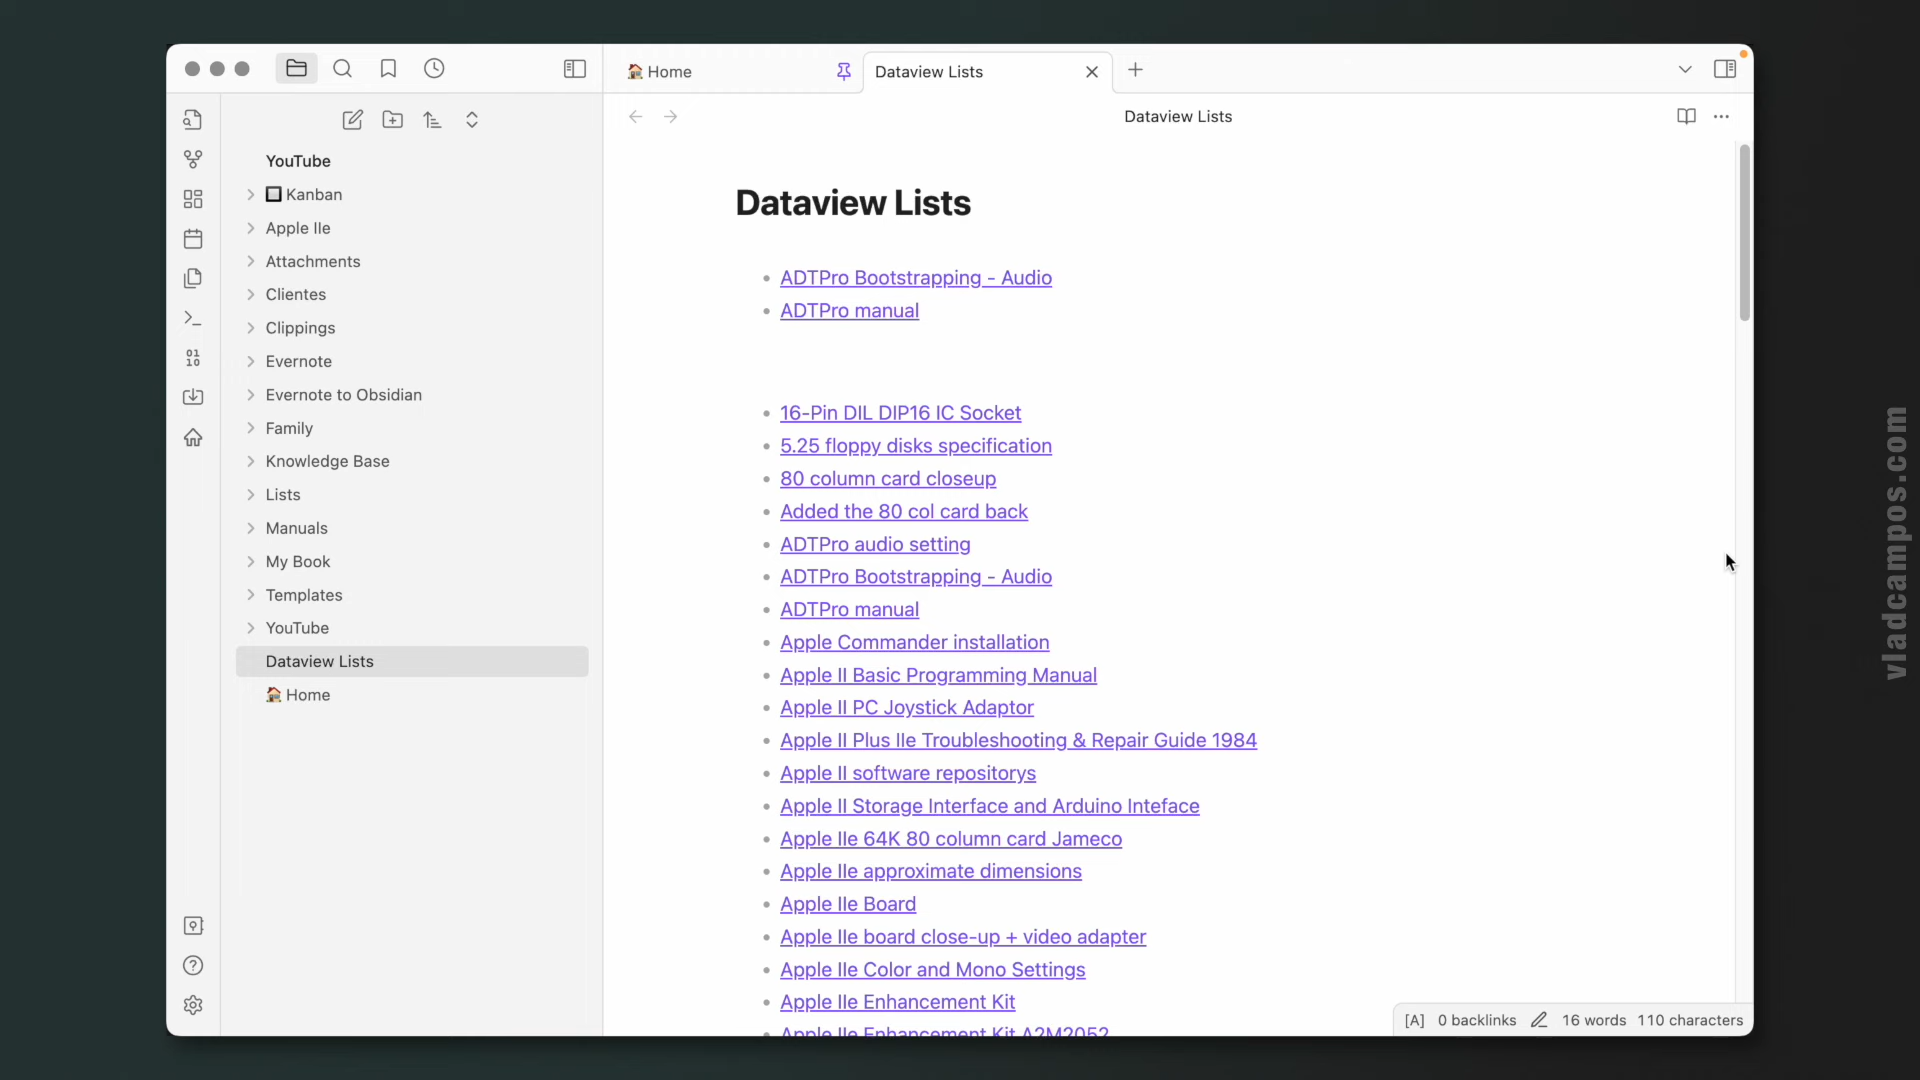 Home
Dataview Lists
Dataview Lists
YouTube
Kanban
Apple IIe
Attachments
Clientes
Clippings
Evernote
Evernote to Obsidian
Family
Knowledge Base
Lists
Manuals
My Book
Templates
YouTube
Dataview Lists
Home
Dataview Lists
ADTPro Bootstrapping - Audio
ADTPro manual
16-Pin DIL DIP16 IC Socket
5.25 floppy disks specification
80 column card closeup
Added the 80 col card back
ADTPro audio setting
ADTPro Bootstrapping - Audio
ADTPro manual
Apple Commander installation
Apple II Basic Programming Manual
Apple II PC Joystick Adaptor
Apple II Plus IIe Troubleshooting & Repair Guide 1984
Apple II software repositorys
Apple II Storage Interface and Arduino Inteface
Apple IIe 64K 80 column card Jameco
Apple IIe approximate dimensions
Apple IIe Board
Apple IIe board close-up + video adapter
Apple IIe Color and Mono Settings
Apple IIe Enhancement Kit
Apple IIe Enhancement Kit A2M2052
[A] 0 backlinks 16 words 110 characters
vladcampos.com